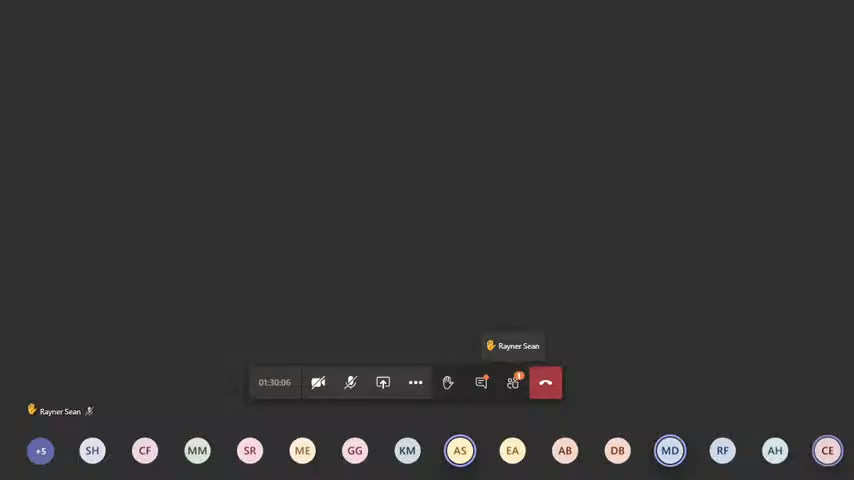 Rayner Sean
01:30:06
1
Rayner Sean
+5 SH CF MM SR ME GG KM AS EA AB DB MD RF AH CE